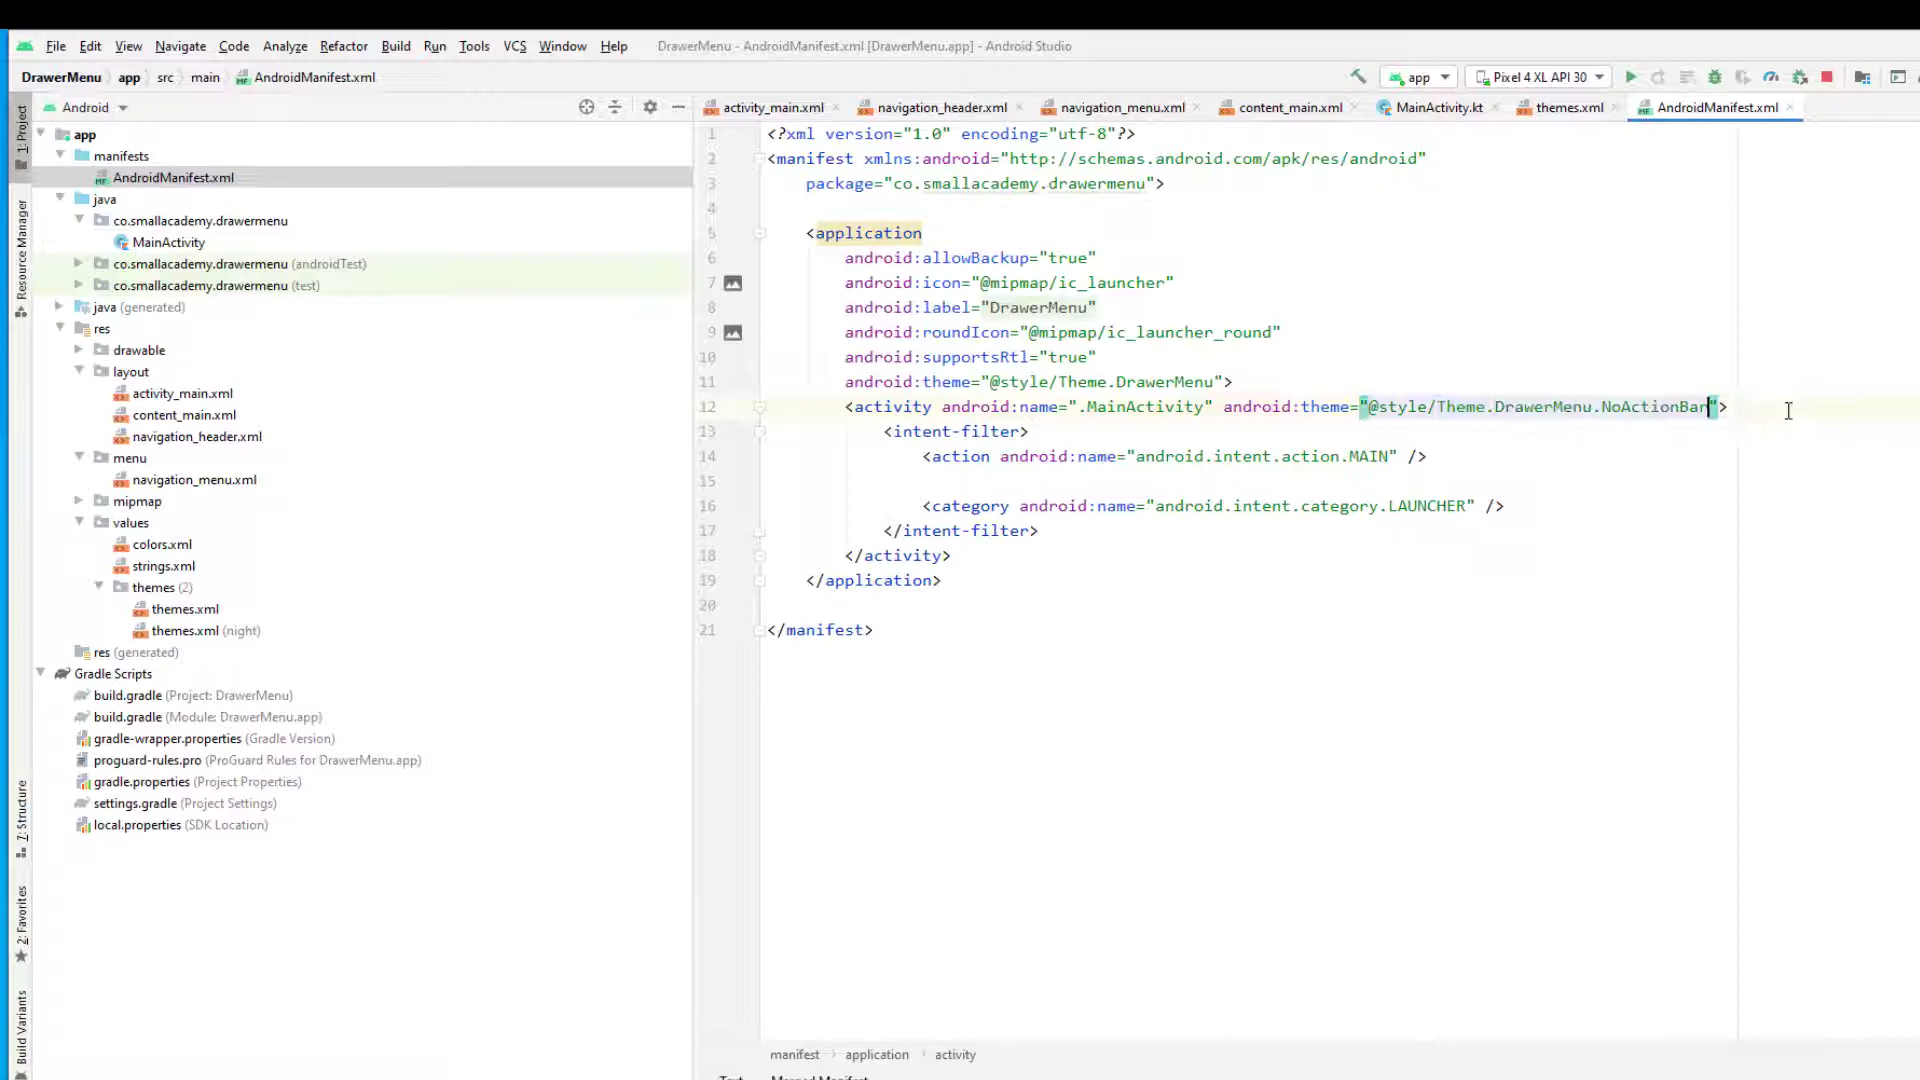 File Edit View Navigate Code Analyze Refactor Build Run Tools VCS Window Help DrawerMenu - AndroidManifest.xml [DrawerMenu.app] - Android Studio
DrawerMenu app src main AndroidManifest.xml app Pixel 4 XL API 30
Android activity_main.xml navigation_header.xml navigation_menu.xml content_main.xml MainActivity.kt themes.xml AndroidManifest.xml
1: Project
Resource Manager
7: Structure
2: Favorites
Build Variants
app
manifests
AndroidManifest.xml
java
co.smallacademy.drawermenu
MainActivity
co.smallacademy.drawermenu (androidTest)
co.smallacademy.drawermenu (test)
java (generated)
res
drawable
layout
activity_main.xml
content_main.xml
navigation_header.xml
menu
navigation_menu.xml
mipmap
values
colors.xml
strings.xml
themes (2)
themes.xml
themes.xml (night)
res (generated)
Gradle Scripts
build.gradle (Project: DrawerMenu)
build.gradle (Module: DrawerMenu.app)
gradle-wrapper.properties (Gradle Version)
proguard-rules.pro (ProGuard Rules for DrawerMenu.app)
gradle.properties (Project Properties)
settings.gradle (Project Settings)
local.properties (SDK Location)
1 <?xml version="1.0" encoding="utf-8"?>
2 <manifest xmlns:android="http://schemas.android.com/apk/res/android"
3 package="co.smallacademy.drawermenu">
4
5 <application
6 android:allowBackup="true"
7 android:icon="@mipmap/ic_launcher"
8 android:label="DrawerMenu"
9 android:roundIcon="@mipmap/ic_launcher_round"
10 android:supportsRtl="true"
11 android:theme="@style/Theme.DrawerMenu">
12 <activity android:name=".MainActivity" android:theme="@style/Theme.DrawerMenu.NoActionBar">
13 <intent-filter>
14 <action android:name="android.intent.action.MAIN" />
15
16 <category android:name="android.intent.category.LAUNCHER" />
17 </intent-filter>
18 </activity>
19 </application>
20
21 </manifest>
manifest application activity
Text Merged Manifest